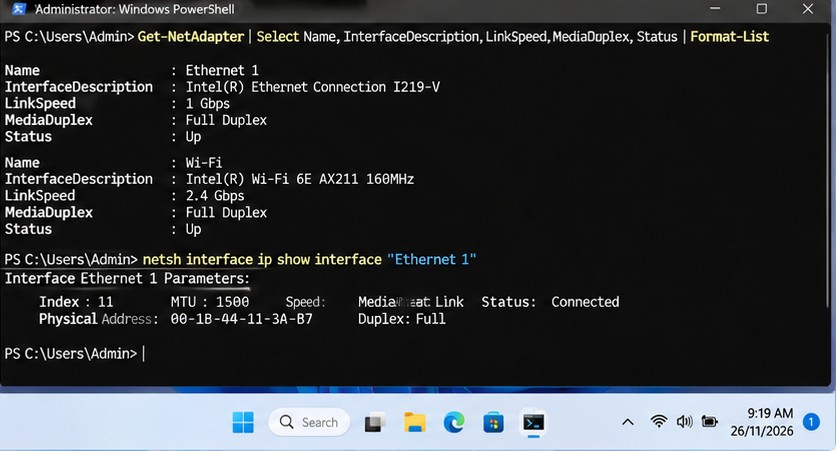 Administrator: Windows PowerShell
PS C:\Users\Admin> Get-NetAdapter | Select Name, InterfaceDescription, LinkSpeed, MediaDuplex, Status | Format-List
Name : Ethernet 1
InterfaceDescription : Intel(R) Ethernet Connection I219-V
LinkSpeed : 1 Gbps
MediaDuplex : Full Duplex
Status : Up
Name : Wi-Fi
InterfaceDescription : Intel(R) Wi-Fi 6E AX211 160MHz
LinkSpeed : 2.4 Gbps
MediaDuplex : Full Duplex
Status : Up
PS C:\Users\Admin> netsh interface ip show interface "Ethernet 1"
Interface Ethernet 1 Parameters:
Index : 11 MTU : 1500 Speed: Media Link Status: Connected
Physical Address: 00-1B-44-11-3A-B7 Duplex: Full
PS C:\Users\Admin>
Search
9:19 AM
26/11/2026
1